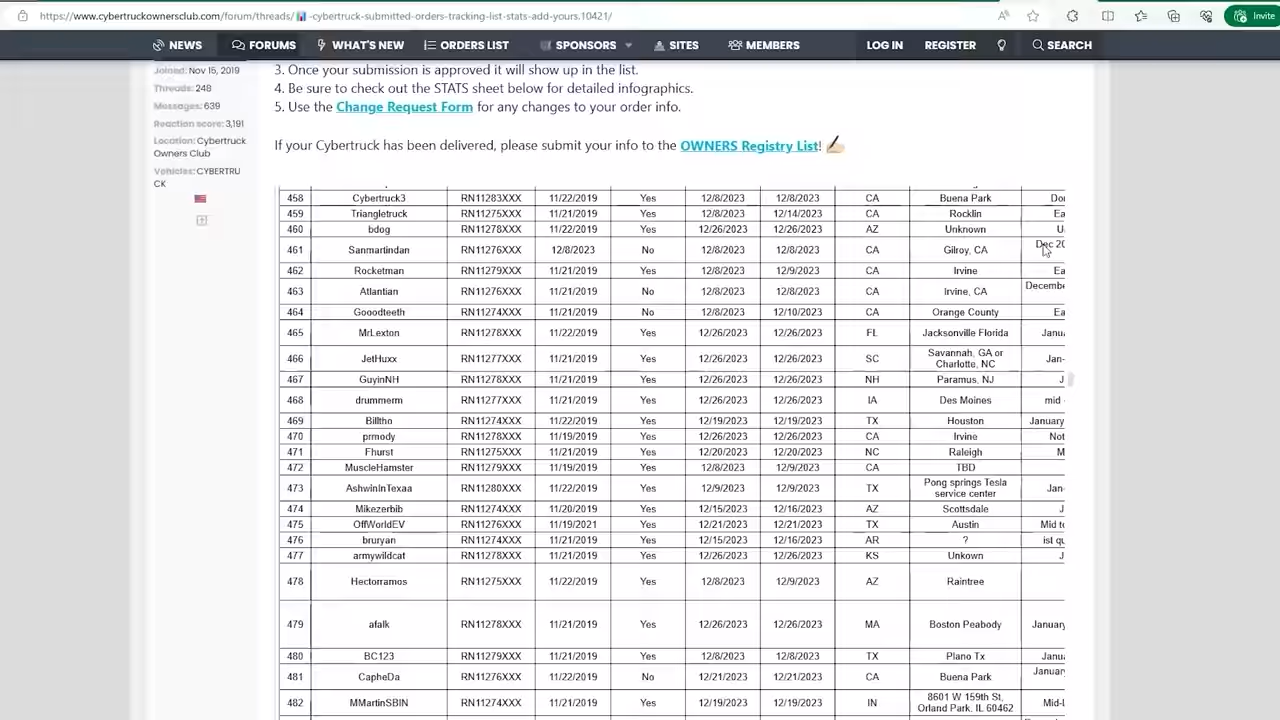 https://www.cybertruckownersclub.com/forum/threads/📊-cybertruck-submitted-orders-tracking-list-stats-add-yours.10421/
Invite
NEWS FORUMS WHAT'S NEW ORDERS LIST SPONSORS SITES MEMBERS LOG IN REGISTER SEARCH
Joined: Nov 15, 2019
Threads: 248
Messages: 639
Reaction score: 3,191
Location: Cybertruck
Owners Club
Vehicles: CYBERTRU
CK
3. Once your submission is approved it will show up in the list.
4. Be sure to check out the STATS sheet below for detailed infographics.
5. Use the Change Request Form for any changes to your order info.
If your Cybertruck has been delivered, please submit your info to the OWNERS Registry List! ✍🏻
458 Cybertruck3 RN11283XXX 11/22/2019 Yes 12/8/2023 12/8/2023 CA Buena Park Do
459 Triangletruck RN11275XXX 11/21/2019 Yes 12/8/2023 12/14/2023 CA Rocklin Ea
460 bdog RN11278XXX 11/22/2019 Yes 12/26/2023 12/26/2023 AZ Unknown U
461 Sanmartindan RN11276XXX 12/8/2023 No 12/8/2023 12/8/2023 CA Gilroy, CA Dec 20
462 Rocketman RN11279XXX 11/21/2019 Yes 12/8/2023 12/9/2023 CA Irvine Ea
463 Atlantian RN11276XXX 11/21/2019 No 12/8/2023 12/8/2023 CA Irvine, CA December
464 Gooodteeth RN11274XXX 11/21/2019 No 12/8/2023 12/10/2023 CA Orange County Ea
465 MrLexton RN11278XXX 11/22/2019 Yes 12/26/2023 12/26/2023 FL Jacksonville Florida Janu
466 JetHuxx RN11277XXX 11/21/2019 Yes 12/26/2023 12/26/2023 SC Savannah, GA or Jan-
Charlotte, NC
467 GuyinNH RN11278XXX 11/21/2019 Yes 12/26/2023 12/26/2023 NH Paramus, NJ J
468 drummerm RN11277XXX 11/21/2019 Yes 12/26/2023 12/26/2023 IA Des Moines mid
469 Billtho RN11274XXX 11/22/2019 Yes 12/19/2023 12/19/2023 TX Houston January
470 prmody RN11278XXX 11/19/2019 Yes 12/26/2023 12/26/2023 CA Irvine Not
471 Fhurst RN11275XXX 11/21/2019 Yes 12/20/2023 12/20/2023 NC Raleigh M
472 MuscleHamster RN11279XXX 11/19/2019 Yes 12/8/2023 12/9/2023 CA TBD
473 AshwinInTexaa RN11280XXX 11/22/2019 Yes 12/9/2023 12/9/2023 TX Pong springs Tesla Jan-
service center
474 Mikezerbib RN11274XXX 11/20/2019 Yes 12/15/2023 12/16/2023 AZ Scottsdale J
475 OffWorldEV RN11276XXX 11/19/2021 Yes 12/21/2023 12/21/2023 TX Austin Mid to
476 bruryan RN11274XXX 11/21/2019 Yes 12/15/2023 12/16/2023 AR ? ist qu
477 armywildcat RN11278XXX 11/21/2019 Yes 12/26/2023 12/26/2023 KS Unkown J
478 Hectorramos RN11275XXX 11/22/2019 Yes 12/8/2023 12/9/2023 AZ Raintree
479 afalk RN11278XXX 11/21/2019 Yes 12/26/2023 12/26/2023 MA Boston Peabody January
480 BC123 RN11279XXX 11/21/2019 Yes 12/8/2023 12/8/2023 TX Plano Tx Janu
481 CapheDa RN11276XXX 11/22/2019 No 12/21/2023 12/21/2023 CA Buena Park January
482 MMartinSBIN RN11274XXX 11/21/2019 Yes 12/19/2023 12/19/2023 IN 8601 W 159th St, Mid-
Orland Park, IL 60462